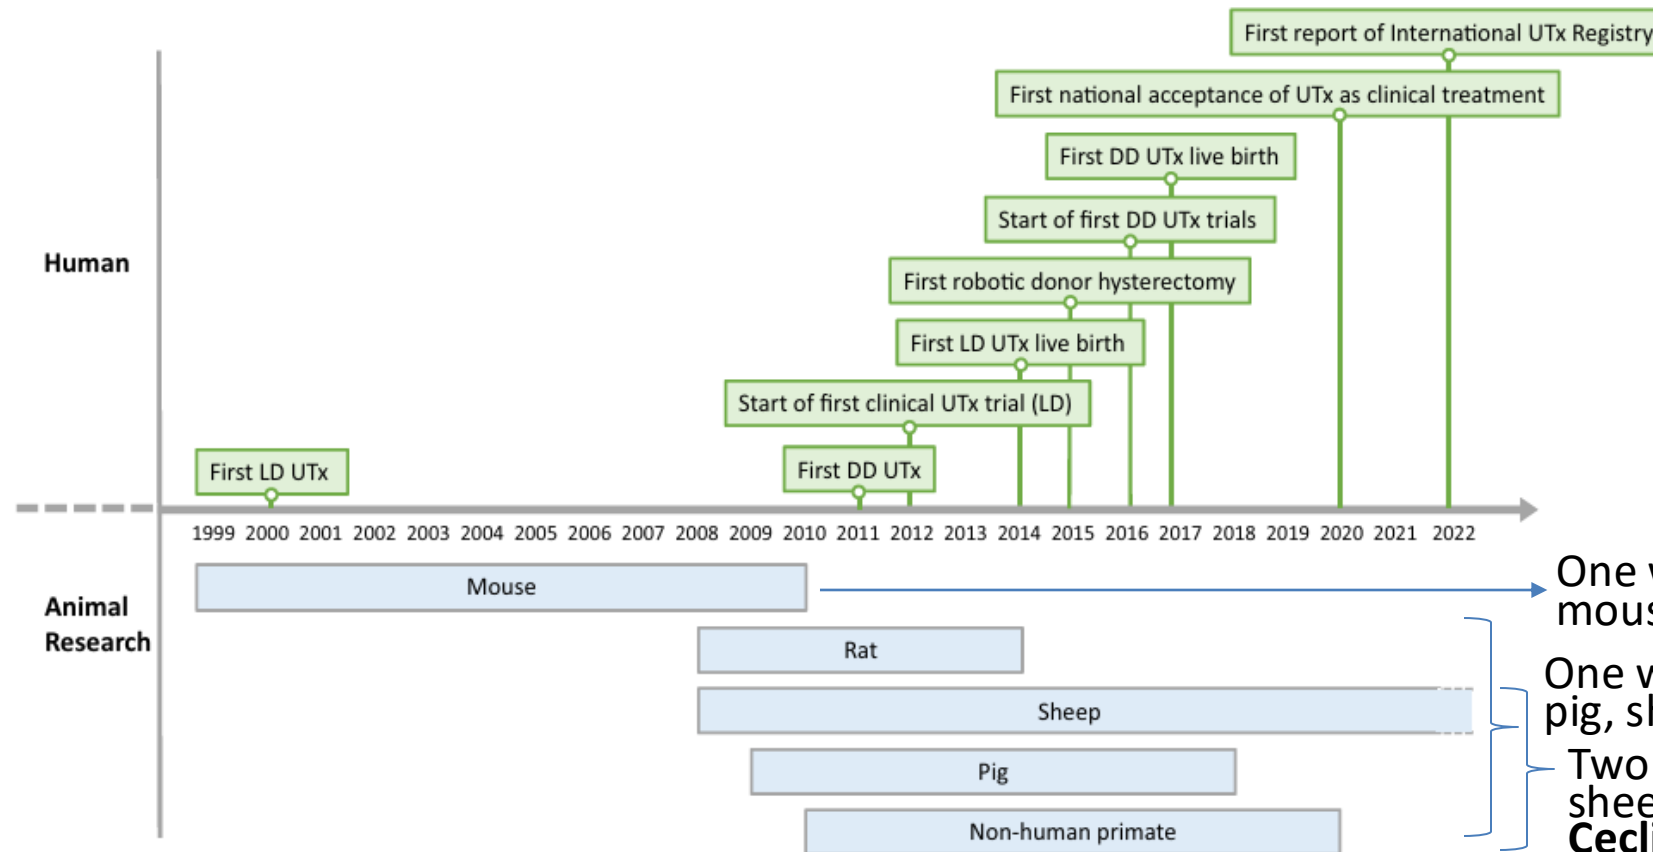 First report of International UTx Registry
First national acceptance of UTx as clinical treatment
First DD UTx live birth
Start of first DD UTx trials
Human
First robotic donor hysterectomy
First LD UTx live birth
Start of first clinical UTx trial (LD)
First LD UTx
First DD UTx
1999 2000 2001 2002 2003 2004 2005 2006 2007 2008 2009 2010 2011 2012 2013 2014 2015 2016 2017 2018 2019 2020 2021 2022
Animal
Research
Mouse
One
mous
Rat
Sheep
One
pig, sh
Pig
Two
shee
Non-human primate
Cecli